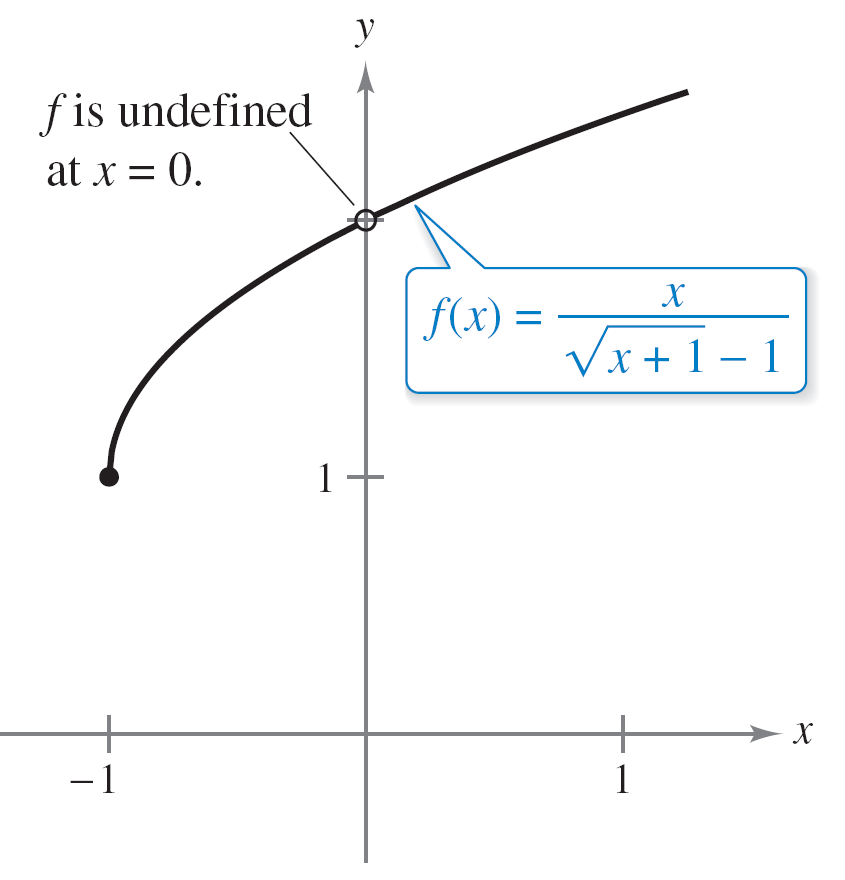 y
f is undefined
at x = 0.
f(x) = x / (√(x + 1) − 1)
1
x
−1
1